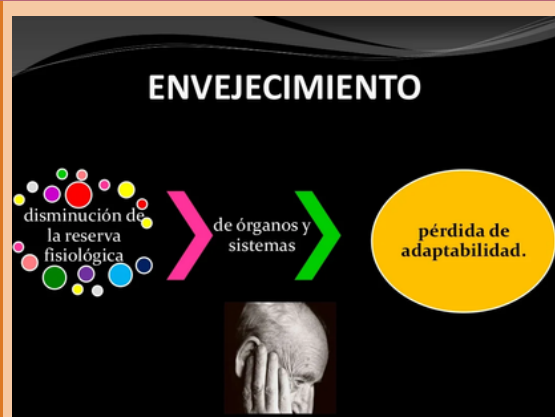 ENVEJECIMIENTO
disminución de
la reserva
fisiológica
de órganos y
sistemas
pérdida de
adaptabilidad.